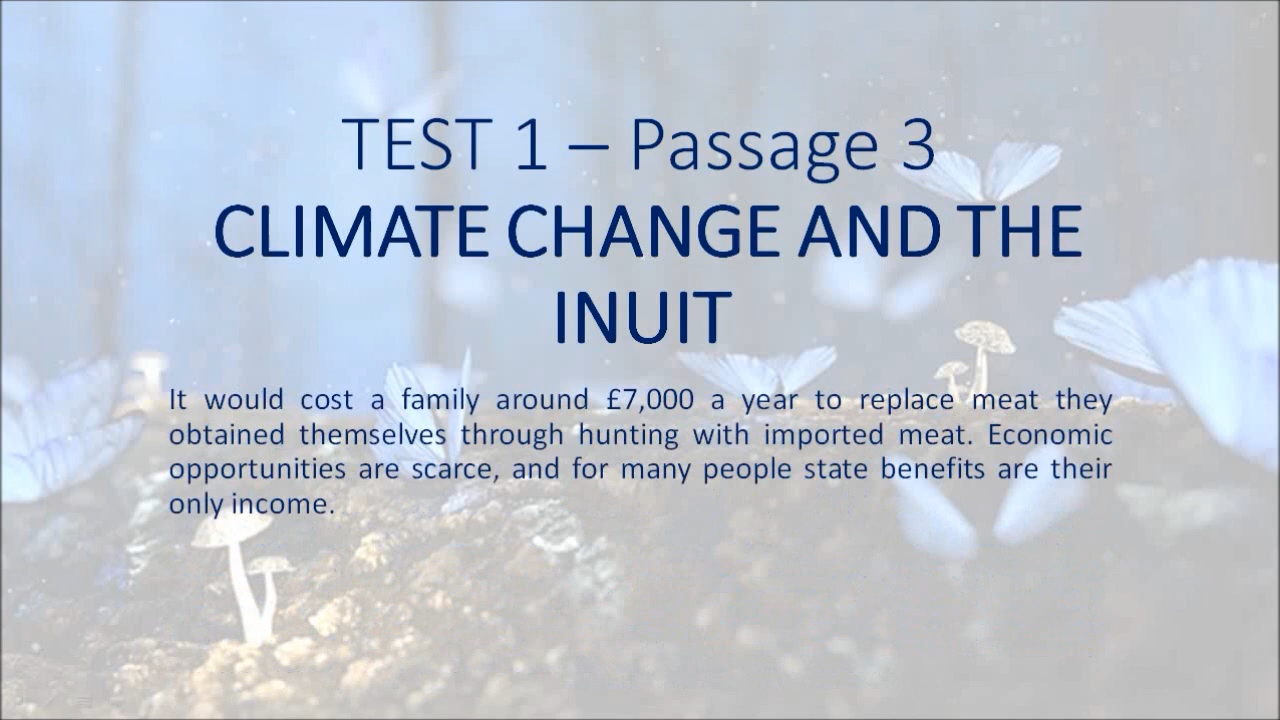 TEST 1 – Passage 3
CLIMATE CHANGE AND THE
INUIT
It would cost a family around £7,000 a year to replace meat they
obtained themselves through hunting with imported meat. Economic
opportunities are scarce, and for many people state benefits are their
only income.